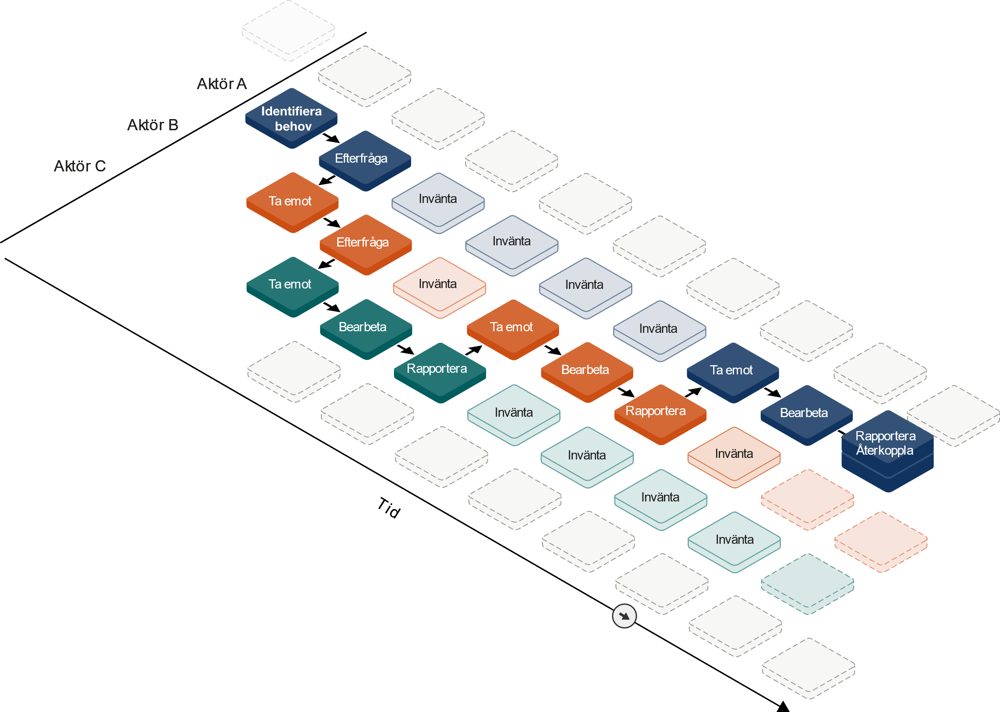 Aktör A
Aktör B
Aktör C
Identifiera
behov
Efterfråga
Ta emot
Invänta
Efterfråga
Invänta
Ta emot
Invänta
Invänta
Bearbeta
Ta emot
Invänta
Rapportera
Bearbeta
Ta emot
Invänta
Rapportera
Bearbeta
Rapportera
Återkoppla
Invänta
Invänta
Invänta
Invänta
Tid